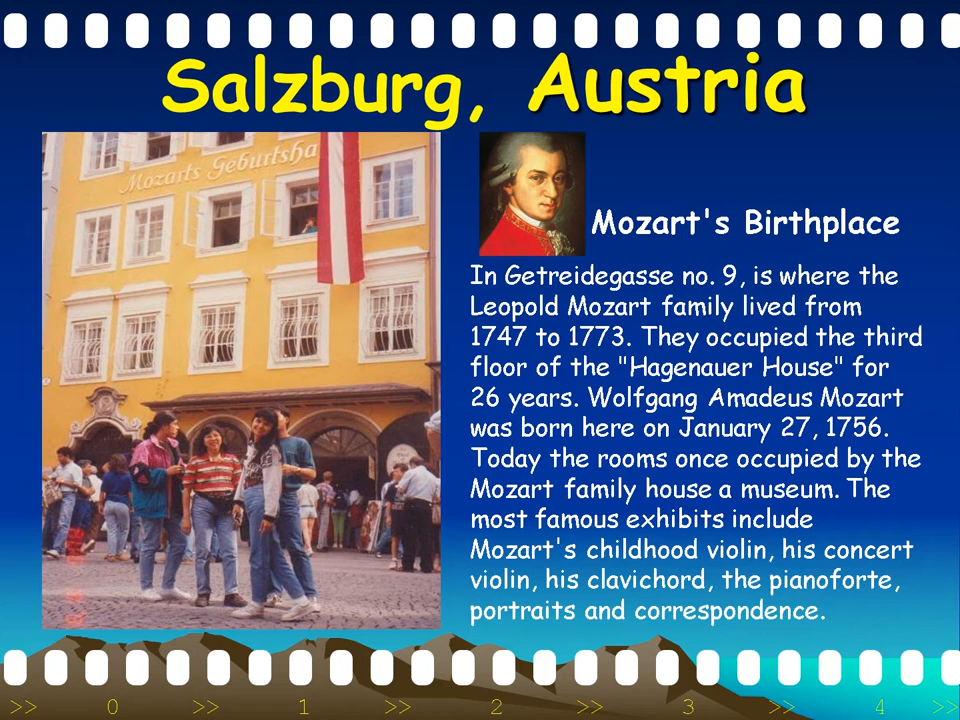 Salzburg, Austria
Mozarts Geburtsha
Mozart's Birthplace
In Getreidegasse no. 9, is where the
Leopold Mozart family lived from
1747 to 1773. They occupied the third
floor of the "Hagenauer House" for
26 years. Wolfgang Amadeus Mozart
was born here on January 27, 1756.
Today the rooms once occupied by the
Mozart family house a museum. The
most famous exhibits include
Mozart's childhood violin, his concert
violin, his clavichord, the pianoforte,
portraits and correspondence.
>> 0 >> 1 >> 2 >> 3 >> 4 >>